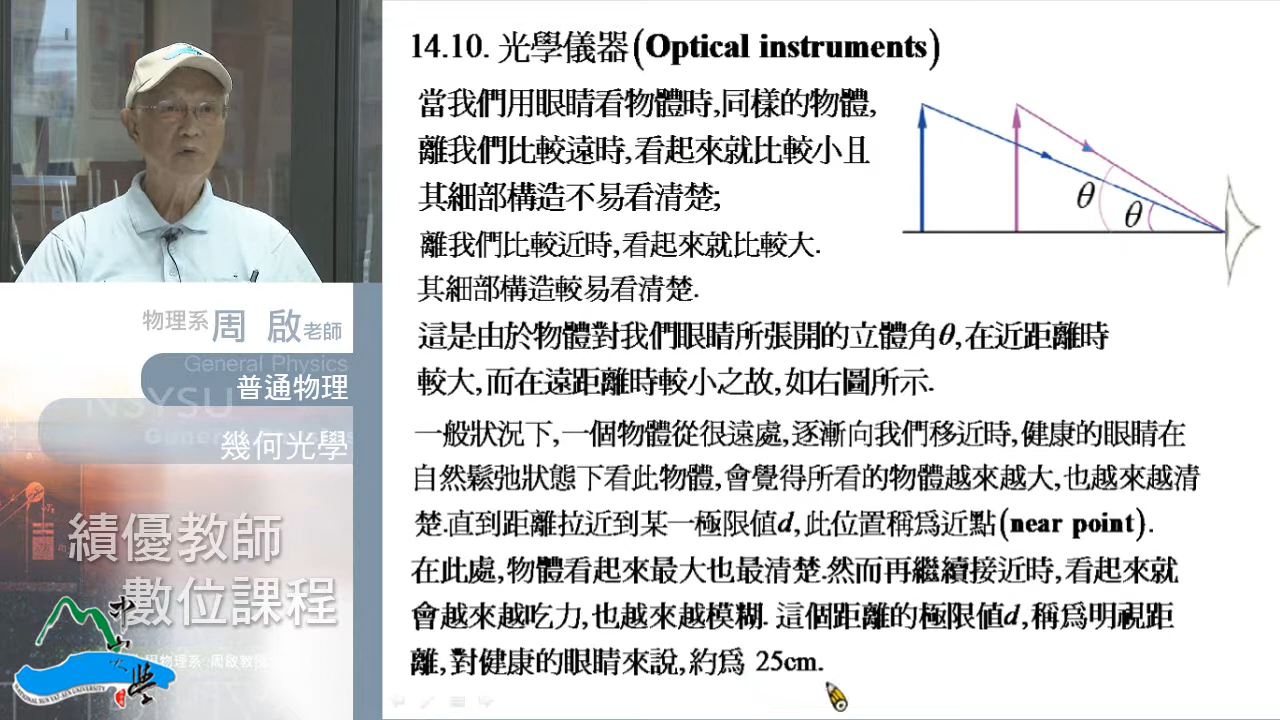 14.10. 光學儀器(Optical instruments)
當我們用眼睛看物體時,同樣的物體,
離我們比較遠時,看起來就比較小且
其細部構造不易看清楚;
離我們比較近時,看起來就比較大.
其細部構造較易看清楚.
θ
θ
這是由於物體對我們眼睛所張開的立體角θ,在近距離時
較大,而在遠距離時較小之故,如右圖所示.
一般狀況下,一個物體從很遠處,逐漸向我們移近時,健康的眼睛在
自然鬆弛狀態下看此物體,會覺得所看的物體越來越大,也越來越清
楚.直到距離拉近到某一極限值d,此位置稱爲近點(near point).
在此處,物體看起來最大也最清楚.然而再繼續接近時,看起來就
會越來越吃力,也越來越模糊. 這個距離的極限值d,稱爲明視距
離,對健康的眼睛來說,約爲 25cm.
物理系 周 啟 老師
General Physics
普通物理
NSYSU
幾何光學
績優教師
數位課程
中山大學